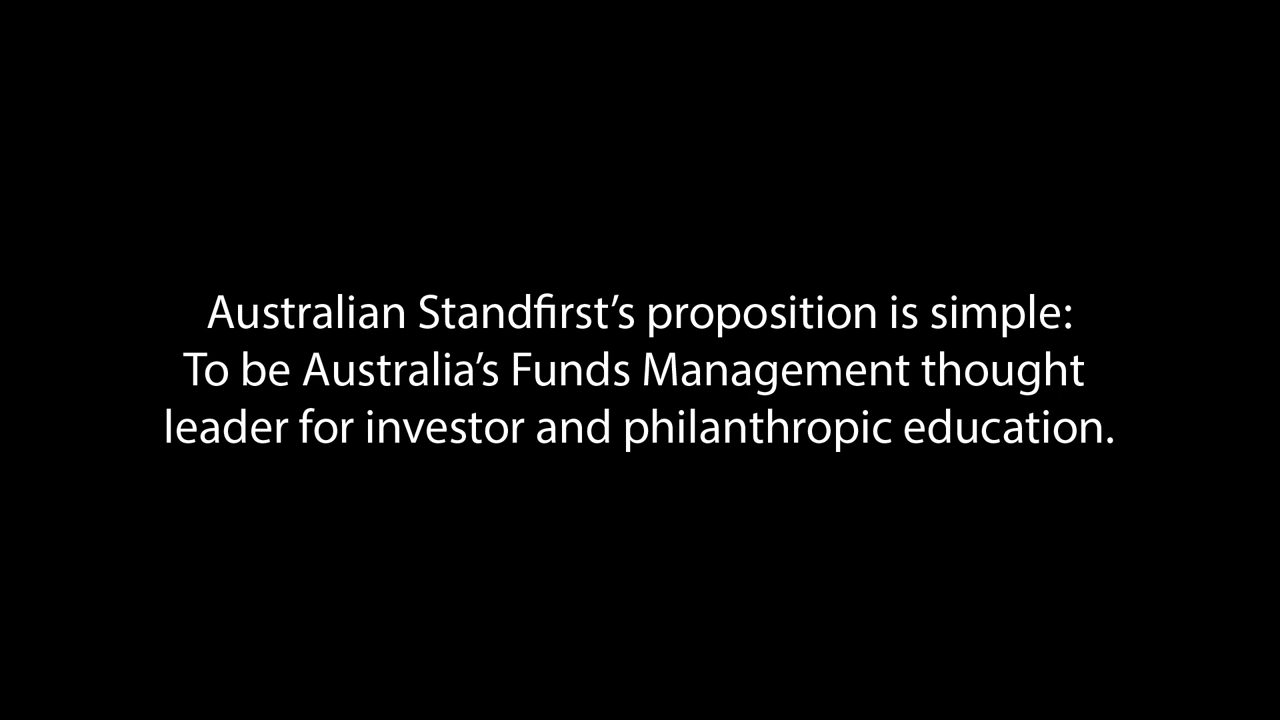 Australian Standfirst’s proposition is simple:
To be Australia’s Funds Management thought
leader for investor and philanthropic education.